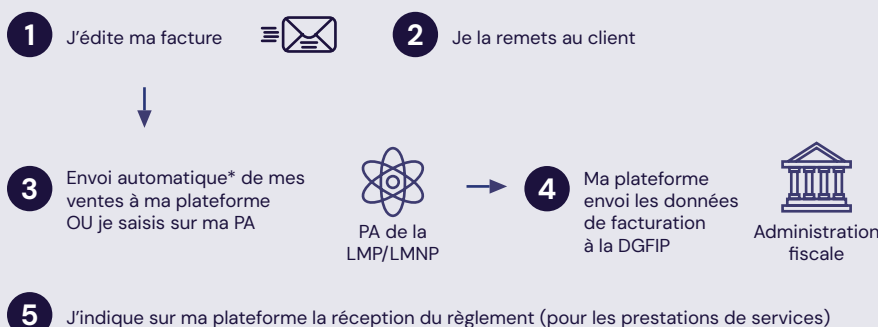 1 J'édite ma facture
2 Je la remets au client
3 Envoi automatique* de mes
ventes à ma plateforme
OU je saisis sur ma PA
PA de la
LMP/LMNP
4 Ma plateforme
envoi les données
de facturation
à la DGFIP
Administration
fiscale
5 J'indique sur ma plateforme la réception du règlement (pour les prestations de services)